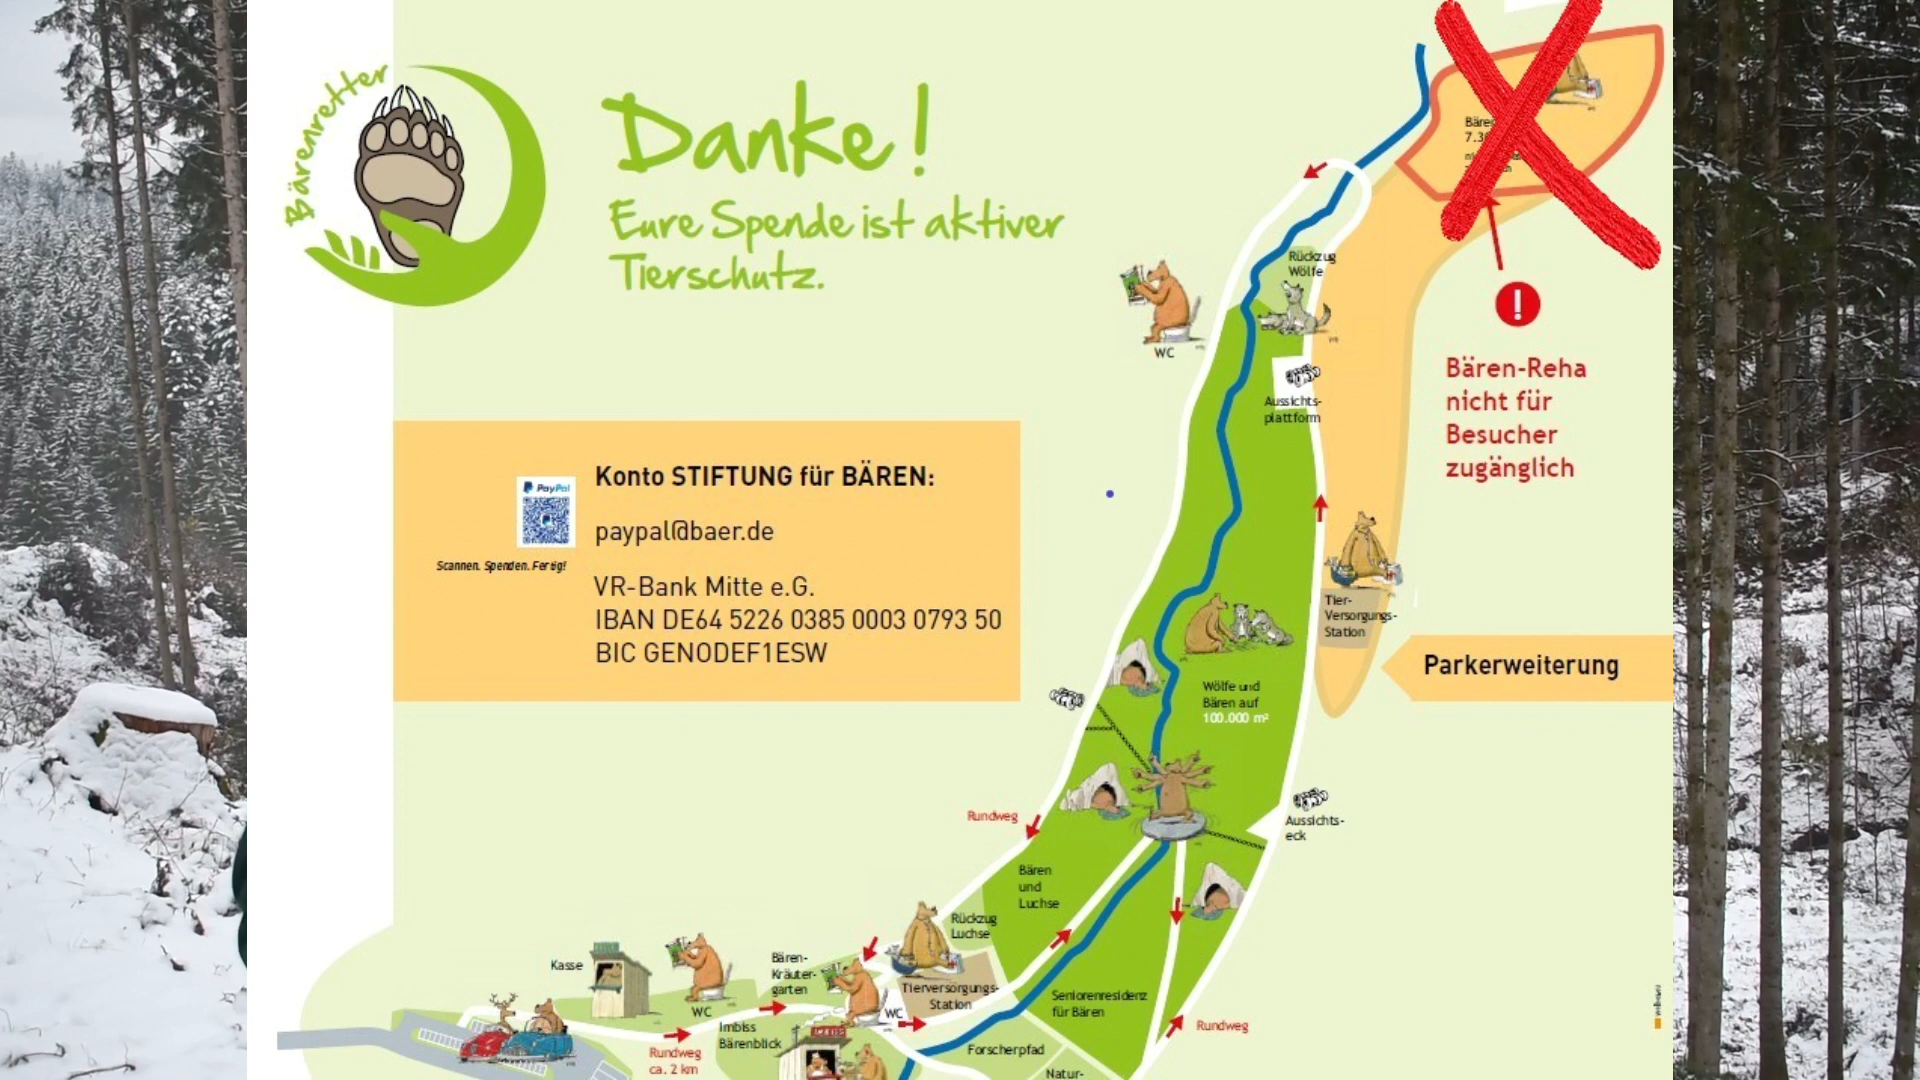 Bärenretter
Danke!
Eure Spende ist aktiver
Tierschutz.
PayPal
Scannen. Spenden. Fertig!
Konto STIFTUNG für BÄREN:
paypal@baer.de
VR-Bank Mitte e.G.
IBAN DE64 5226 0385 0003 0793 50
BIC GENODEF1ESW
!
Bären-Reha
nicht für
Besucher
zugänglich
Rückzug
Wölfe
WC
Aussichts-
plattform
Tier-
Versorgungs-
Station
Parkerweiterung
Wölfe und
Bären auf
100.000 m²
Rundweg
Aussichts-
eck
Bären
und
Luchse
Rückzug
Luchse
Kasse
Bären-
Kräuter-
garten
Tierversorgungs-
Station
WC
WC
Imbiss
Bärenblick
Seniorenresidenz
für Bären
Rundweg
Rundweg
ca. 2 km
Forscherpfad
Natur-